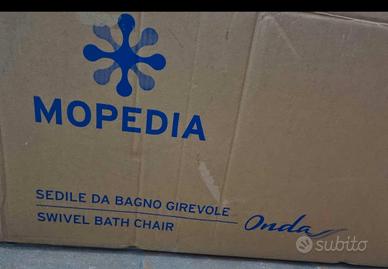 MOPEDIA
SEDILE DA BAGNO GIREVOLE
SWIVEL BATH CHAIR
Onda
subito